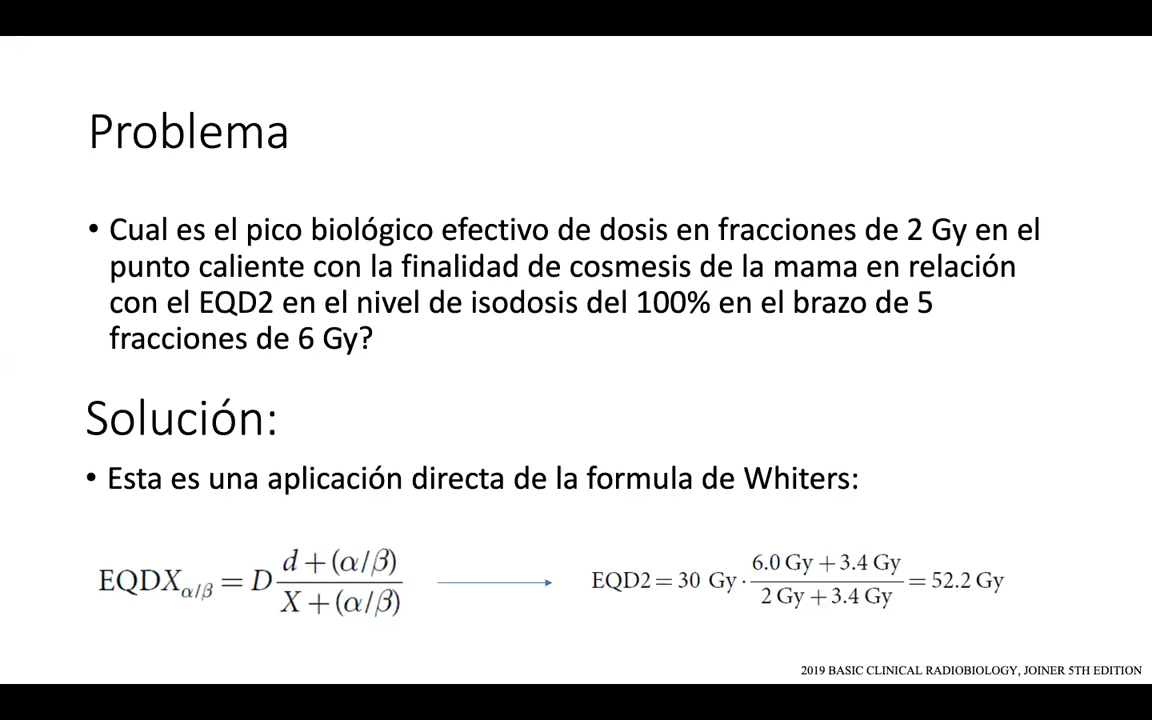 Problema
• Cual es el pico biológico efectivo de dosis en fracciones de 2 Gy en el
punto caliente con la finalidad de cosmesis de la mama en relación
con el EQD2 en el nivel de isodosis del 100% en el brazo de 5
fracciones de 6 Gy?
Solución:
• Esta es una aplicación directa de la formula de Whiters:
EQDX_{α/β} = D \frac{d + (α/β)}{X + (α/β)}
EQD2 = 30 Gy · \frac{6.0 Gy + 3.4 Gy}{2 Gy + 3.4 Gy} = 52.2 Gy
2019 BASIC CLINICAL RADIOBIOLOGY, JOINER 5TH EDITION